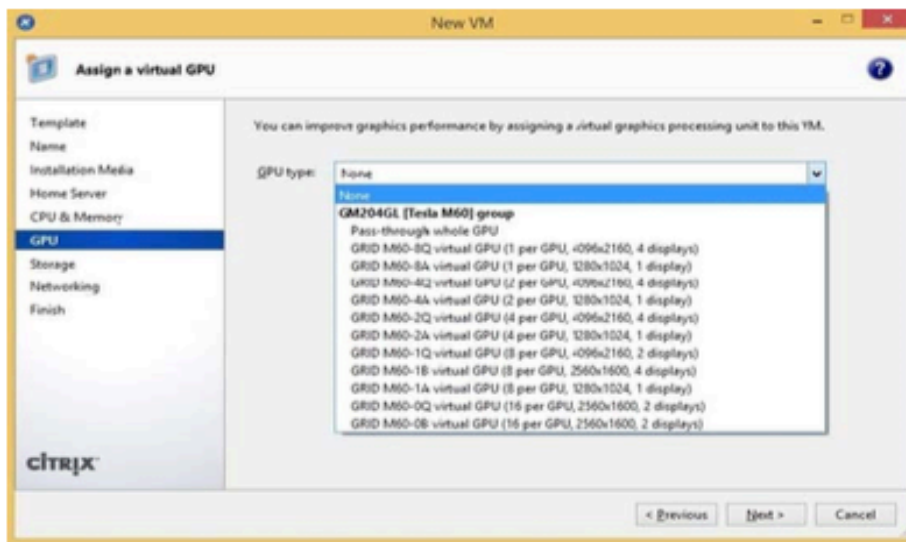 New VM
Assign a virtual GPU
Template
Name
Installation Media
Home Server
CPU & Memory
GPU
Storage
Networking
Finish
You can improve graphics performance by assigning a virtual graphics processing unit to this VM.
GPU type: None
None
GM204GL [Tesla M60] group
Pass-through whole GPU
GRID M60-8Q virtual GPU (1 per GPU, 4096x2160, 4 displays)
GRID M60-8A virtual GPU (1 per GPU, 1280x1024, 1 display)
GRID M60-4Q virtual GPU (2 per GPU, 4096x2160, 4 displays)
GRID M60-4A virtual GPU (2 per GPU, 1280x1024, 1 display)
GRID M60-2Q virtual GPU (4 per GPU, 4096x2160, 4 displays)
GRID M60-2A virtual GPU (4 per GPU, 1280x1024, 1 display)
GRID M60-1Q virtual GPU (8 per GPU, 4096x2160, 2 displays)
GRID M60-1B virtual GPU (8 per GPU, 2560x1600, 4 displays)
GRID M60-1A virtual GPU (8 per GPU, 1280x1024, 1 display)
GRID M60-0Q virtual GPU (16 per GPU, 2560x1600, 2 displays)
GRID M60-0B virtual GPU (16 per GPU, 2560x1600, 2 displays)
CITRIX
< Previous
Next >
Cancel